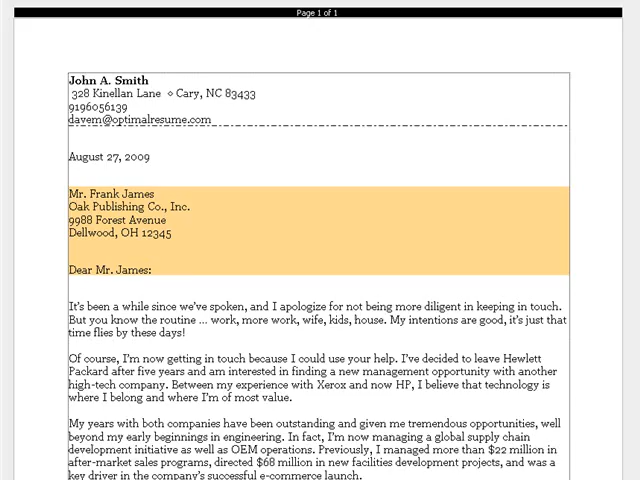 Page 1 of 1
John A. Smith
328 Kinellan Lane ⋄ Cary, NC 83433
9196056139
davem@optimalresume.com
August 27, 2009
Mr. Frank James
Oak Publishing Co., Inc.
9988 Forest Avenue
Dellwood, OH 12345
Dear Mr. James:
It's been a while since we've spoken, and I apologize for not being more diligent in keeping in touch.
But you know the routine ... work, more work, wife, kids, house. My intentions are good, it's just that
time flies by these days!
Of course, I'm now getting in touch because I could use your help. I've decided to leave Hewlett
Packard after five years and am interested in finding a new management opportunity with another
high-tech company. Between my experience with Xerox and now HP, I believe that technology is
where I belong and where I'm of most value.
My years with both companies have been outstanding and given me tremendous opportunities, well
beyond my early beginnings in engineering. In fact, I'm now managing a global supply chain
development initiative as well as OEM operations. Previously, I managed more than $22 million in
after-market sales programs, directed $68 million in new facilities development projects, and was a
key driver in the company's successful e-commerce launch.